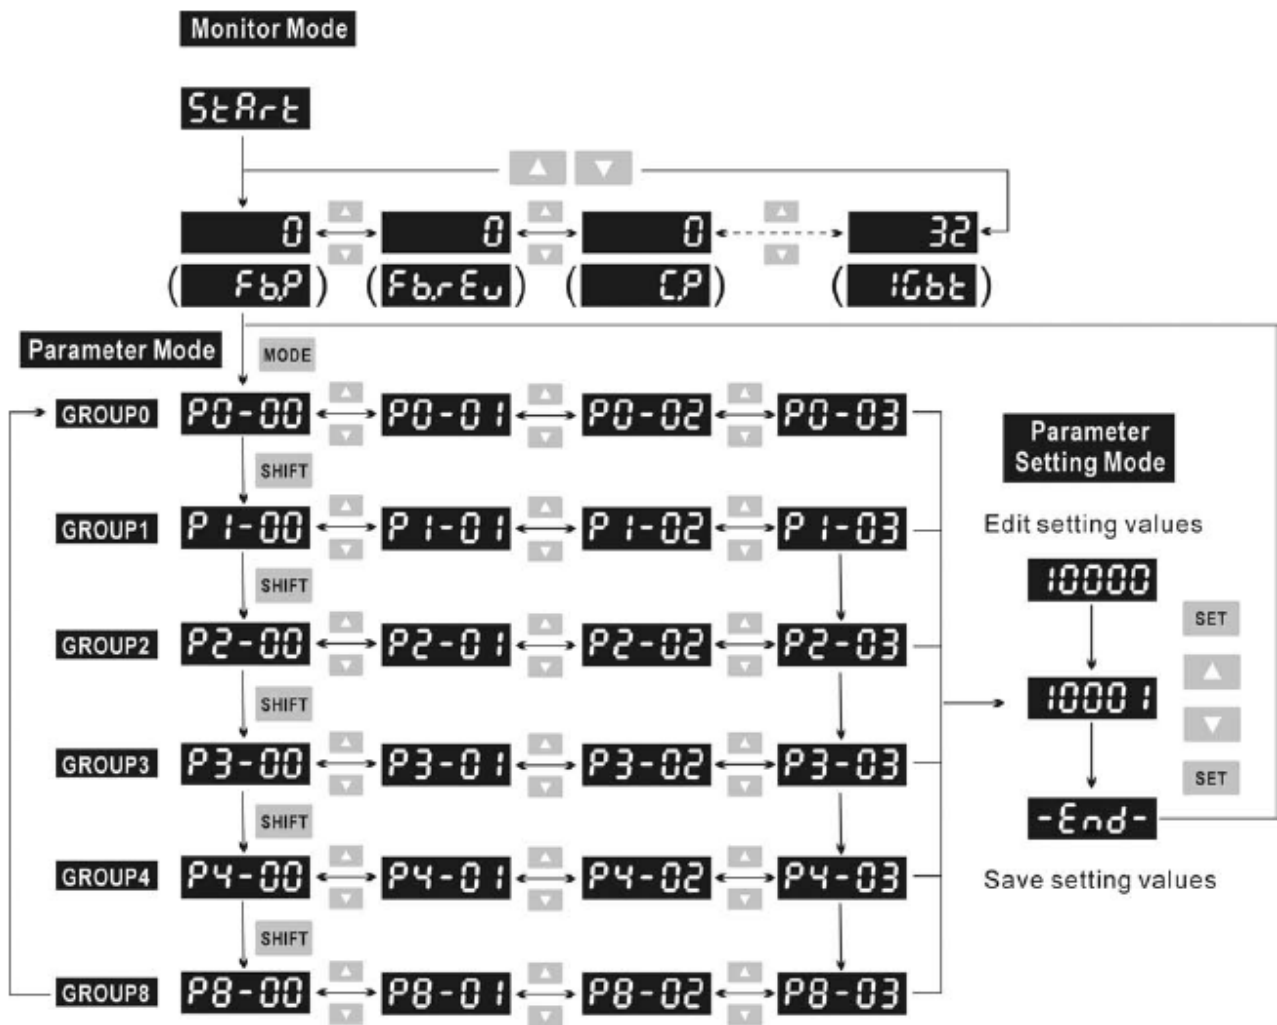 Monitor Mode
StArt
0 0 0 32
(Fb.P) (Fb.rEu) (C.P) (1Gbt)
Parameter Mode
MODE
GROUP0 P0-00 P0-01 P0-02 P0-03
Parameter
Setting Mode
SHIFT
GROUP1 P1-00 P1-01 P1-02 P1-03
Edit setting values
10000
SHIFT
SET
GROUP2 P2-00 P2-01 P2-02 P2-03
SHIFT
10001
GROUP3 P3-00 P3-01 P3-02 P3-03
SET
SHIFT
-End-
GROUP4 P4-00 P4-01 P4-02 P4-03
Save setting values
SHIFT
GROUP8 P8-00 P8-01 P8-02 P8-03